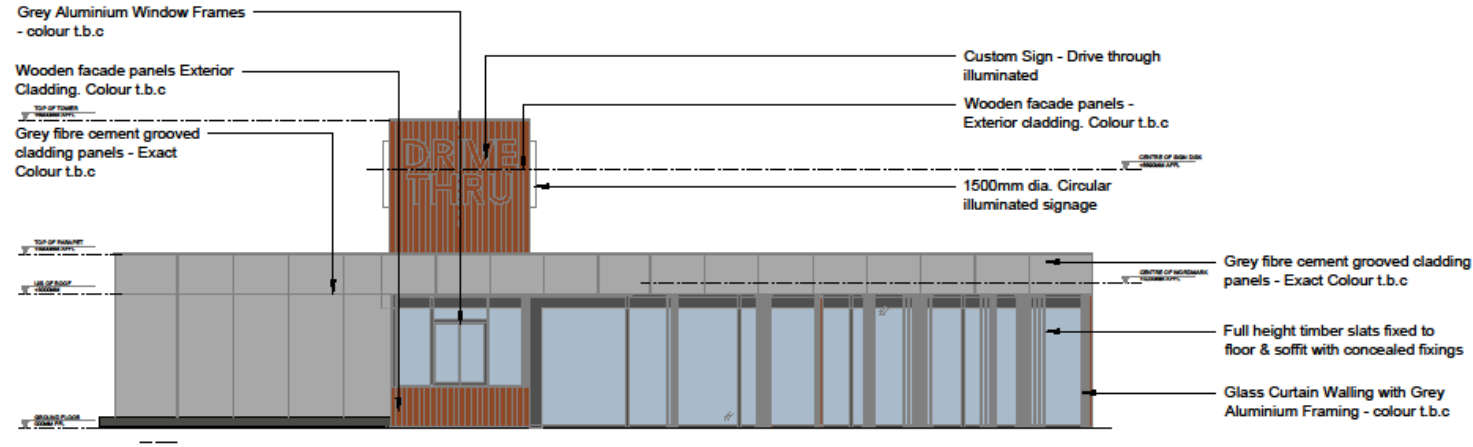 Grey Aluminium Window Frames
- colour t.b.c
Wooden facade panels Exterior
Cladding. Colour t.b.c
TOP OF TOWER
Grey fibre cement grooved
cladding panels - Exact
Colour t.b.c
TOP OF PARAPET
U/S OF ROOF
GROUND FLOOR
DRIVE
THRU
Custom Sign - Drive through
illuminated
Wooden facade panels -
Exterior cladding. Colour t.b.c
CENTRE OF SIGN DISK
1500mm dia. Circular
illuminated signage
Grey fibre cement grooved cladding
panels - Exact Colour t.b.c
CENTRE OF WORDMARK
Full height timber slats fixed to
floor & soffit with concealed fixings
Glass Curtain Walling with Grey
Aluminium Framing - colour t.b.c